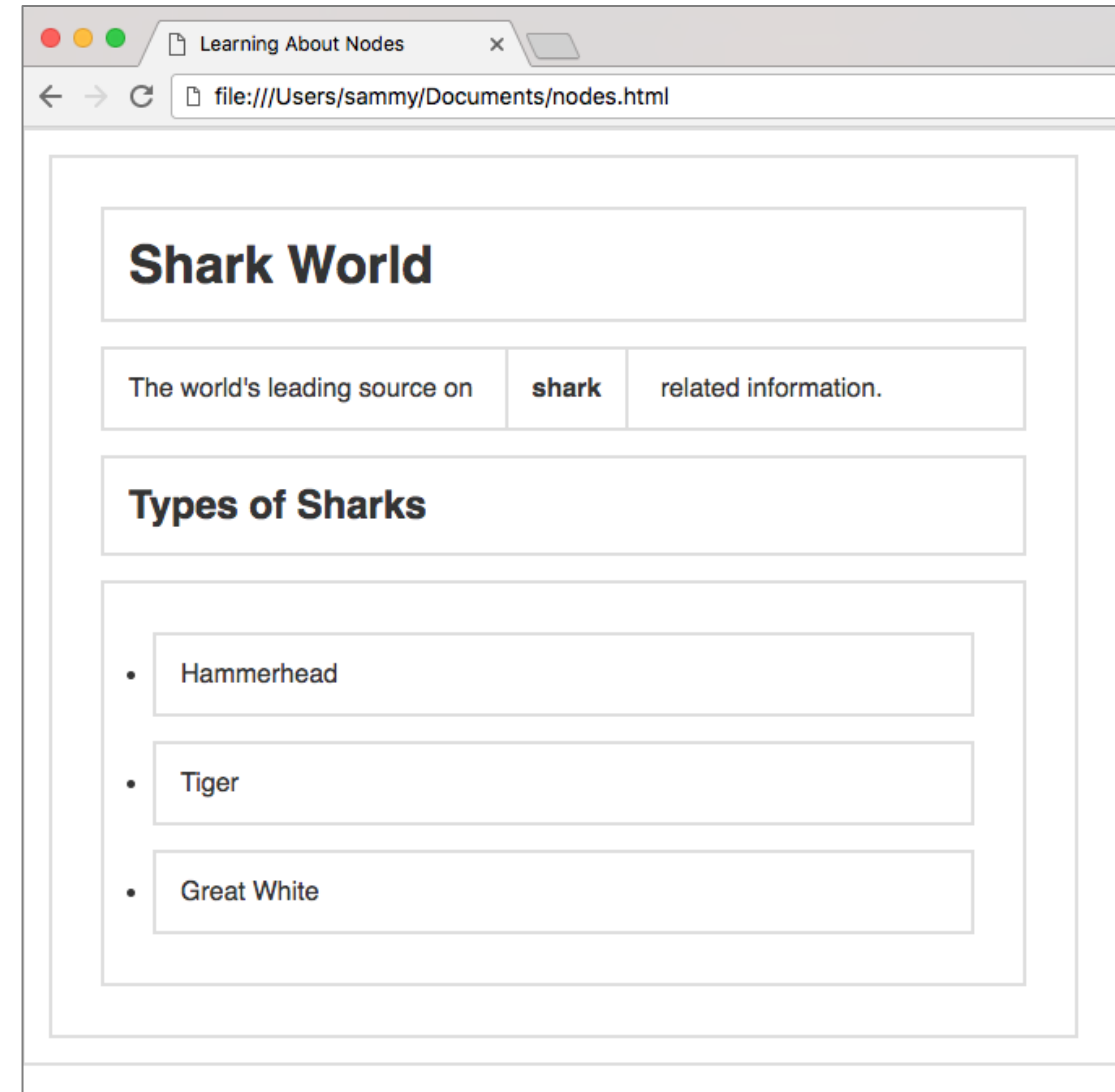 Learning About Nodes
file:///Users/sammy/Documents/nodes.html
Shark World
The world's leading source on shark related information.
Types of Sharks
• Hammerhead
• Tiger
• Great White